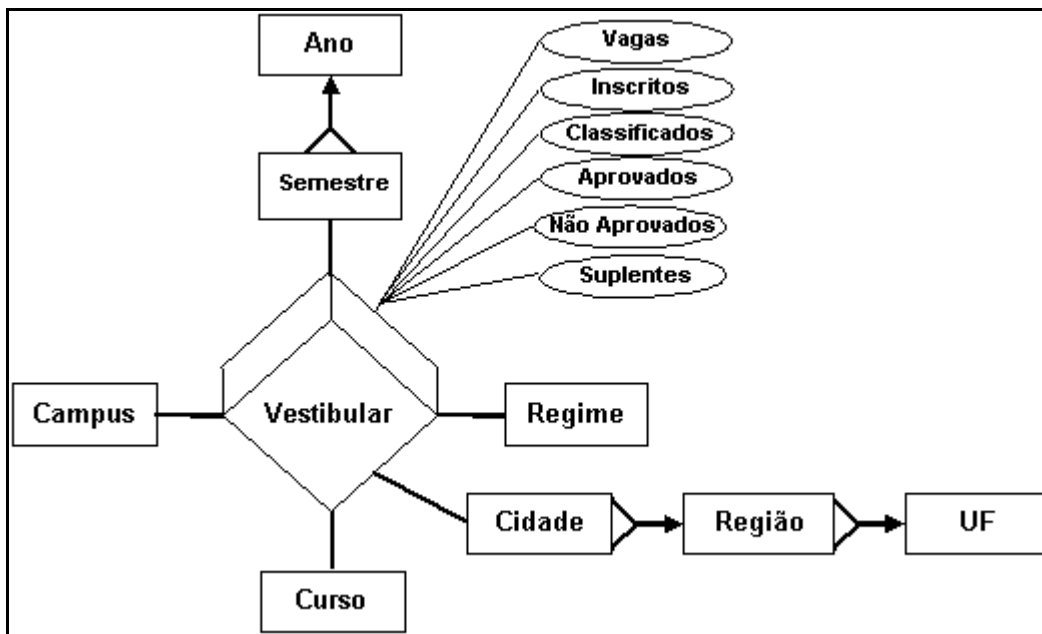 Ano
Vagas
Inscritos
Classificados
Aprovados
Semestre
Não Aprovados
Suplentes
Campus
Vestibular
Regime
Cidade
Região
UF
Curso